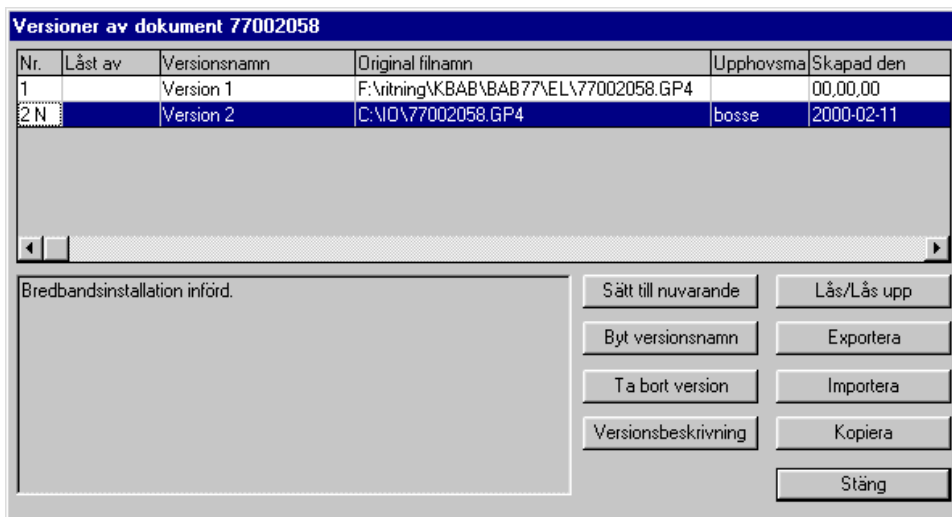 Versioner av dokument 77002058
Nr. Låst av Versionsnamn Original filnamn Upphovsma Skapad den
1 Version 1 F:\ritning\KBAB\BAB77\EL\77002058.GP4 00,00,00
2 N Version 2 C:\IO\77002058.GP4 bosse 2000-02-11
Bredbandsinstallation införd.
Sätt till nuvarande Lås/Lås upp
Byt versionsnamn Exportera
Ta bort version Importera
Versionsbeskrivning Kopiera
Stäng